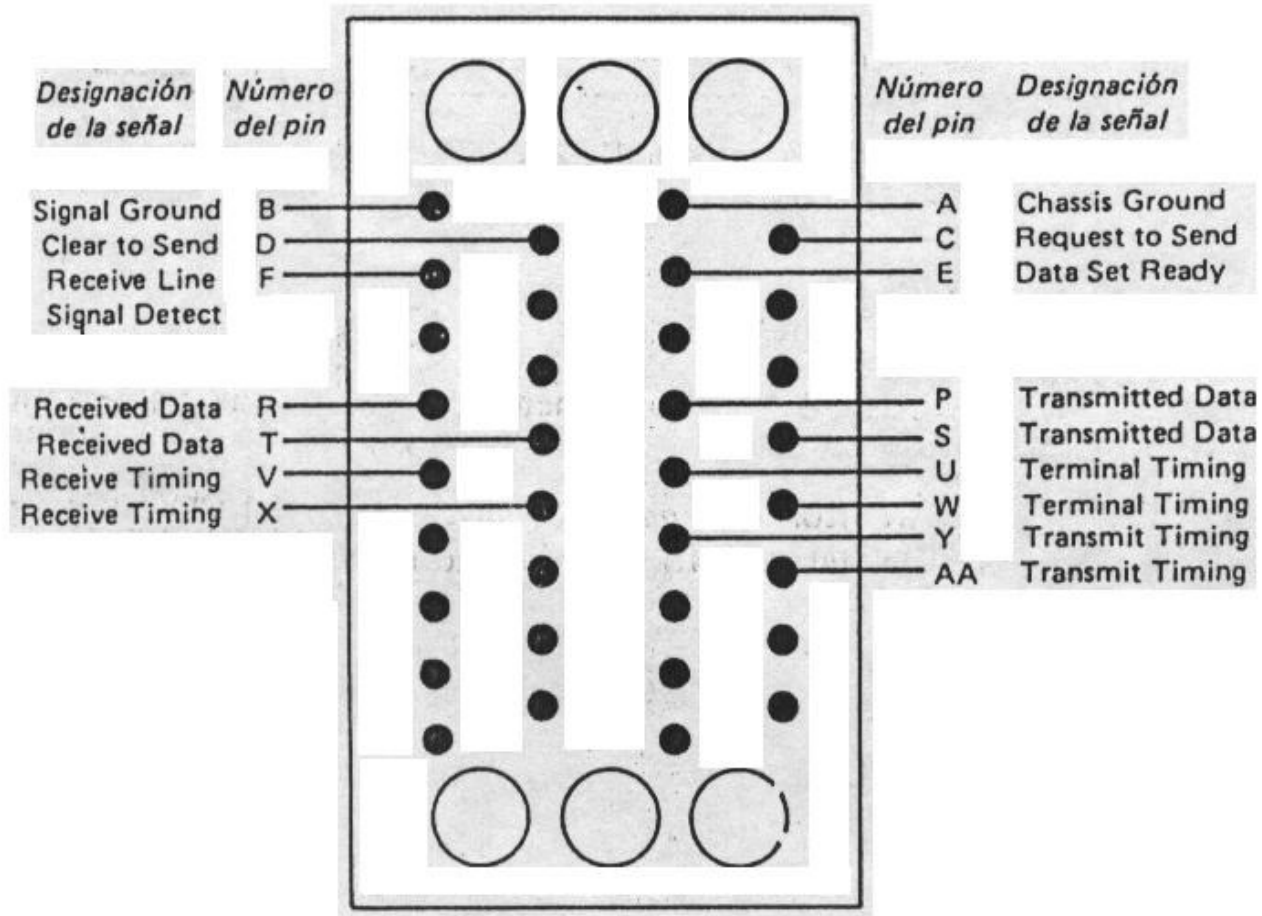 Designación
de la señal
Número
del pin
Signal Ground B
Clear to Send D
Receive Line F
Signal Detect
Received Data R
Received Data T
Receive Timing V
Receive Timing X
Número
del pin
Designación
de la señal
A Chassis Ground
C Request to Send
E Data Set Ready
P Transmitted Data
S Transmitted Data
U Terminal Timing
W Terminal Timing
Y Transmit Timing
AA Transmit Timing